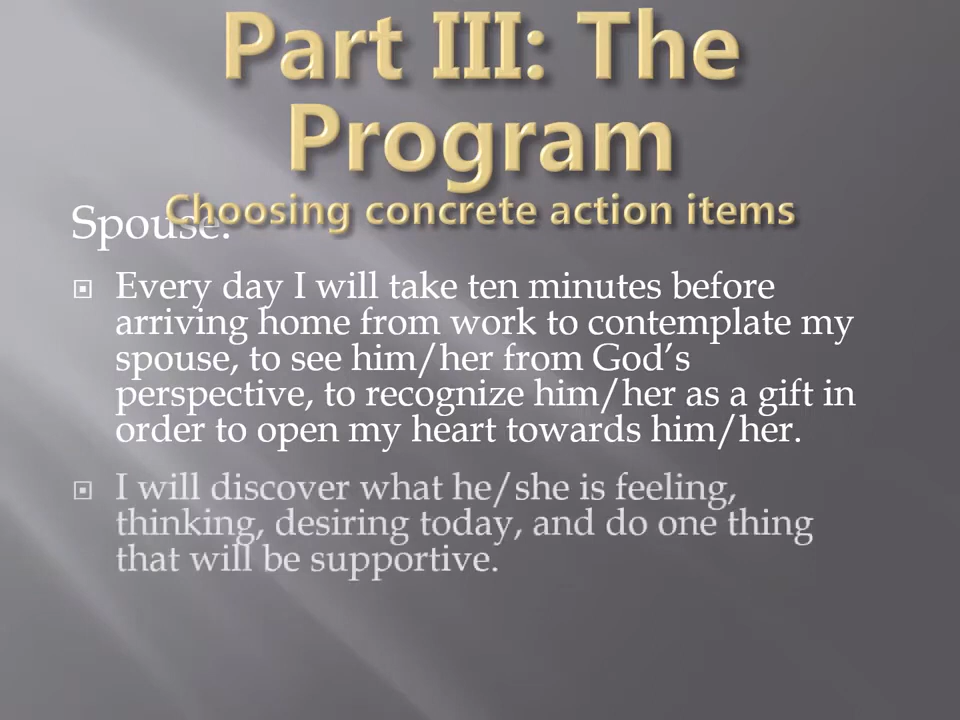 Part III: The
Program
Choosing concrete action items
Spouse:
Every day I will take ten minutes before
arriving home from work to contemplate my
spouse, to see him/her from God’s
perspective, to recognize him/her as a gift in
order to open my heart towards him/her.
I will discover what he/she is feeling,
thinking, desiring today, and do one thing
that will be supportive.